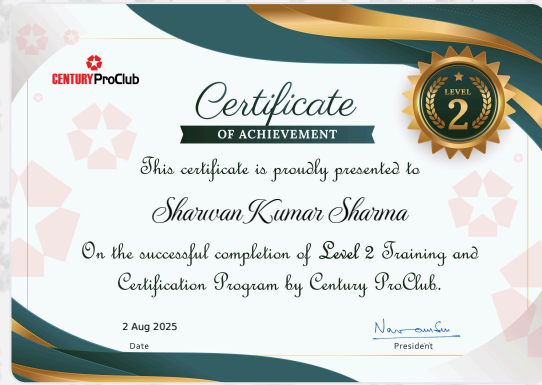 CENTURY ProClub
Certificate
OF ACHIEVEMENT
LEVEL
2
This certificate is proudly presented to
Sharwan Kumar Sharma
On the successful completion of Level 2 Training and
Certification Program by Century ProClub.
2 Aug 2025
Date
President